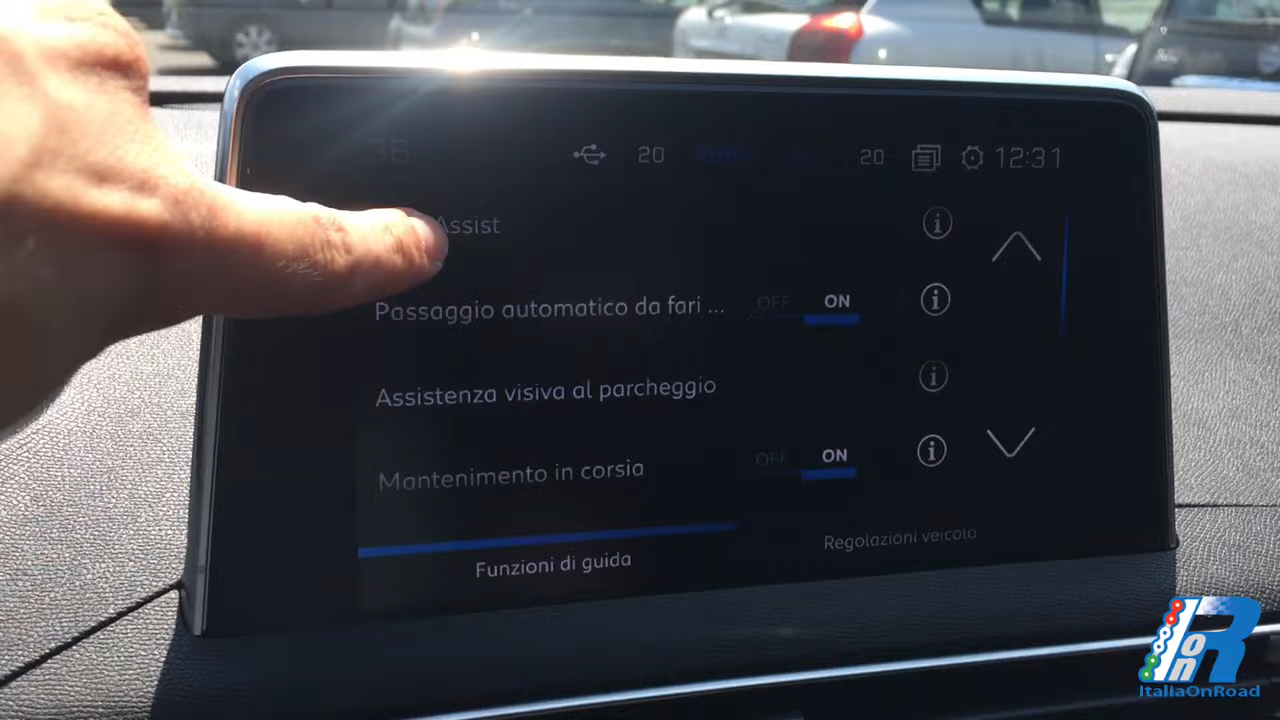 20 20 12:31
Assist
Passaggio automatico da fari ... OFF ON
Assistenza visiva al parcheggio
Mantenimento in corsia OFF ON
Funzioni di guida Regolazioni veicolo
R on
ItaliaOnRoad